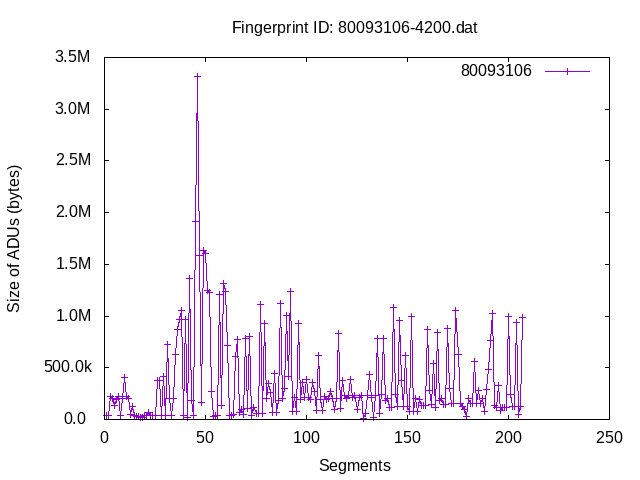 Fingerprint ID: 80093106-4200.dat
80093106
3.5M
3.0M
2.5M
2.0M
1.5M
1.0M
500.0k
0.0
Size of ADUs (bytes)
0 50 100 150 200 250
Segments